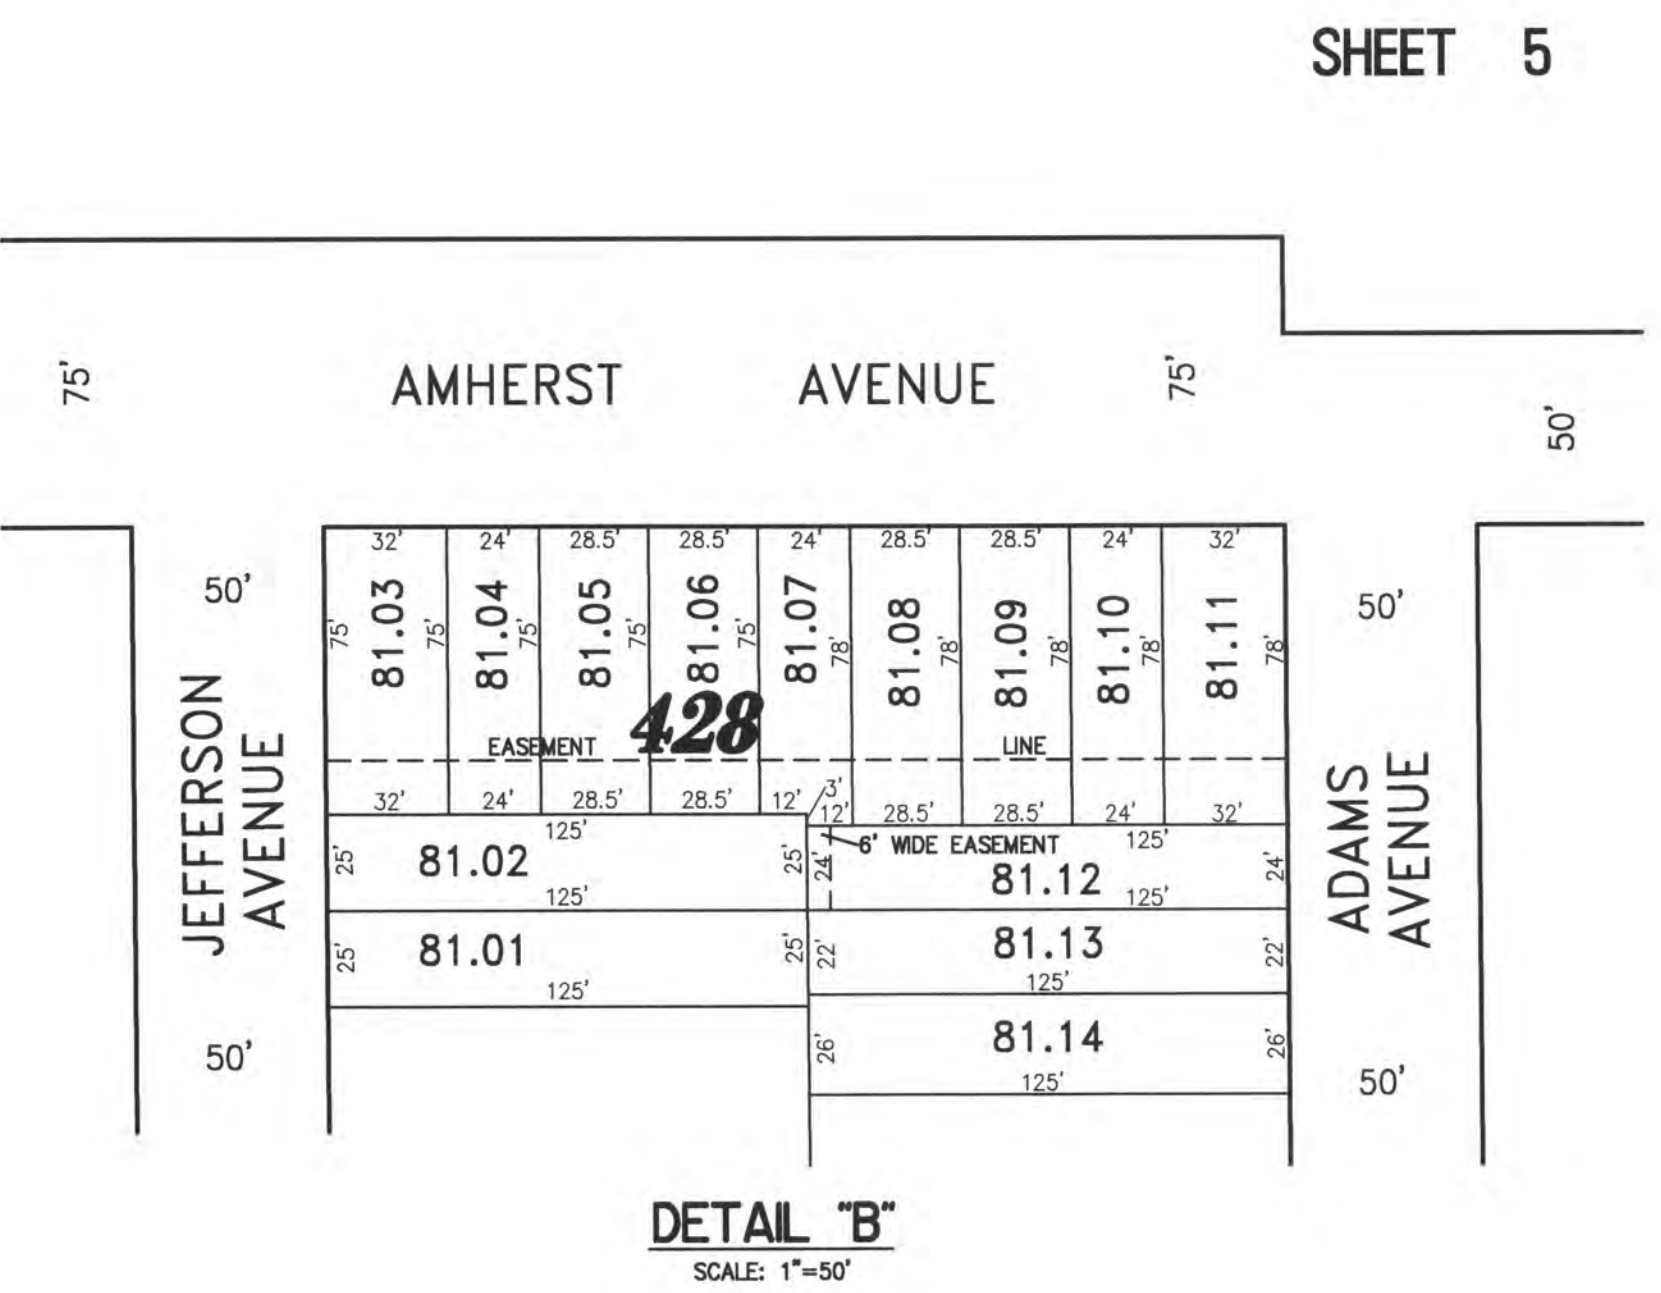 SHEET 5
75'
AMHERST AVENUE
75'
50'
32' 24' 28.5' 28.5' 24' 28.5' 28.5' 24' 32'
50'
50'
75' 81.03 75' 81.04 75' 81.05 75' 81.06 75' 81.07 78' 81.08 78' 81.09 78' 81.10 78' 81.11 78'
428
EASEMENT LINE
JEFFERSON
AVENUE
ADAMS
AVENUE
32' 24' 28.5' 28.5' 12' 3' 12' 28.5' 28.5' 24' 32'
125'
6' WIDE EASEMENT 125'
25' 81.02 25' 24' 81.12 24'
125' 125'
25' 81.01 25' 22' 81.13 22'
125' 125'
50' 26' 81.14 26' 50'
125'
DETAIL "B"
SCALE: 1"=50'